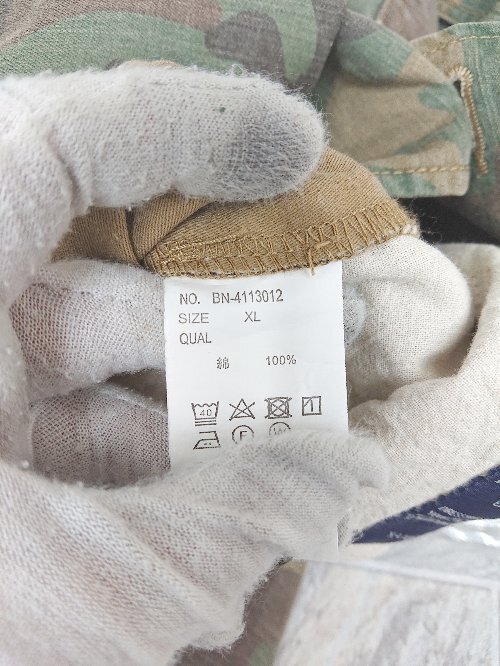 NO. BN-4113012
SIZE XL
QUAL
綿 100%
40
F
W